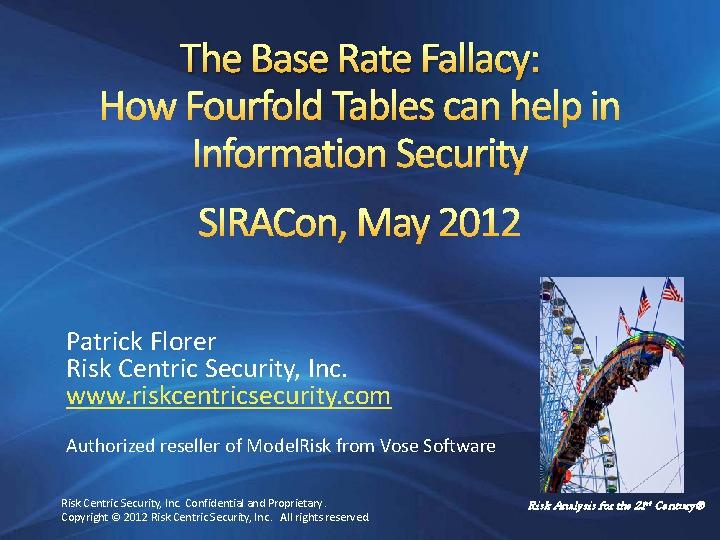 The Base Rate Fallacy:
How Fourfold Tables can help in
Information Security
SIRACon, May 2012
Patrick Florer
Risk Centric Security, Inc.
www.riskcentricsecurity.com
Authorized reseller of ModelRisk from Vose Software
Risk Centric Security, Inc. Confidential and Proprietary.
Copyright © 2012 Risk Centric Security, Inc. All rights reserved.
Risk Analysis for the 21st Century®